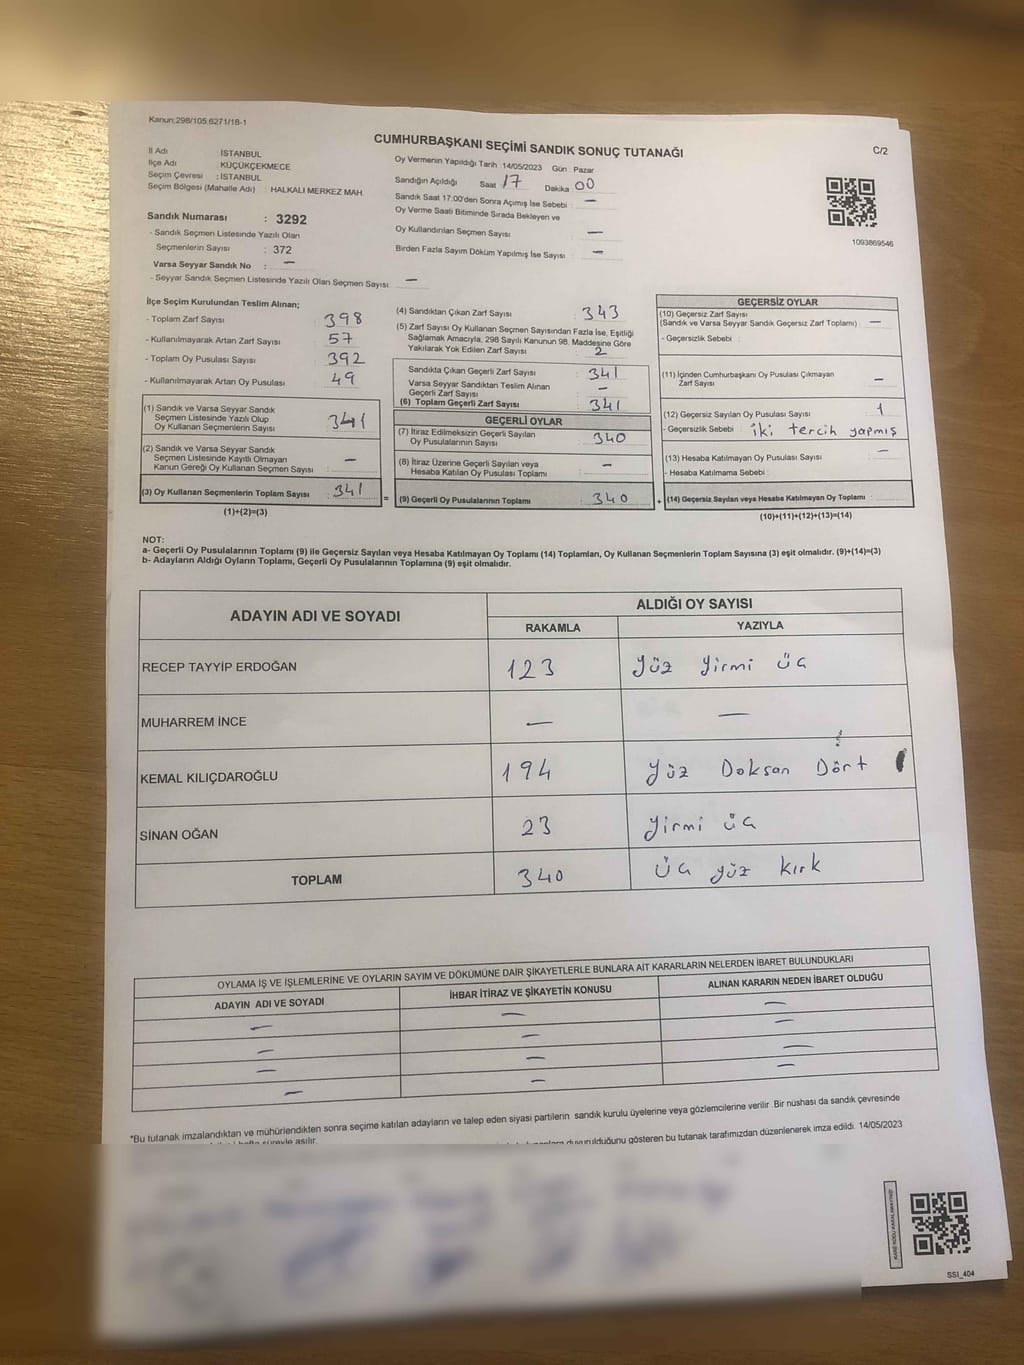 Kanun;298/105,6271/18-1
CUMHURBAŞKANI SEÇİMİ SANDIK SONUÇ TUTANAĞI
C/2
İl Adı : İSTANBUL
İlçe Adı : KÜÇÜKÇEKMECE
Seçim Çevresi : İSTANBUL
Seçim Bölgesi (Mahalle Adı) : HALKALI MERKEZ MAH.
Sandık Numarası : 3292
- Sandık Seçmen Listesinde Yazılı Olan
Seçmenlerin Sayısı : 372
Varsa Seyyar Sandık No : —
- Seyyar Sandık Seçmen Listesinde Yazılı Olan Seçmen Sayısı —
Oy Vermenin Yapıldığı Tarih :14/05/2023 Gün : Pazar
Sandığın Açıldığı Saat 17 Dakika 00
Sandık Saat 17.00'den Sonra Açımış İse Sebebi : —
Oy Verme Saati Bitiminde Sırada Bekleyen ve
Oy Kullandırılan Seçmen Sayısı : —
Birden Fazla Sayım Döküm Yapılmış İse Sayısı : —
1093869546
İlçe Seçim Kurulundan Teslim Alınan;
- Toplam Zarf Sayısı : 398
- Kullanılmayarak Artan Zarf Sayısı : 57
- Toplam Oy Pusulası Sayısı : 392
- Kullanılmayarak Artan Oy Pusulası : 49
(1) Sandık ve Varsa Seyyar Sandık
Seçmen Listesinde Yazılı Olup
Oy Kullanan Seçmenlerin Sayısı : 341
(2) Sandık ve Varsa Seyyar Sandık
Seçmen Listesinde Kayıtlı Olmayan
Kanun Gereği Oy Kullanan Seçmen Sayısı : —
(3) Oy Kullanan Seçmenlerin Toplam Sayısı : 341
(1)+(2)=(3)
(4) Sandıktan Çıkan Zarf Sayısı : 343
(5) Zarf Sayısı Oy Kullanan Seçmen Sayısından Fazla İse, Eşitliği
Sağlamak Amacıyla, 298 Sayılı Kanunun 98. Maddesine Göre
Yakılarak Yok Edilen Zarf Sayısı : 2
Sandıkta Çıkan Geçerli Zarf Sayısı : 341
Varsa Seyyar Sandıktan Teslim Alınan
Geçerli Zarf Sayısı : —
(6) Toplam Geçerli Zarf Sayısı : 341
GEÇERLİ OYLAR
(7) İtiraz Edilmeksizin Geçerli Sayılan
Oy Pusulalarının Sayısı : 340
(8) İtiraz Üzerine Geçerli Sayılan veya
Hesaba Katılan Oy Pusulası Toplamı : —
= (9) Geçerli Oy Pusulalarının Toplamı : 340
GEÇERSİZ OYLAR
(10) Geçersiz Zarf Sayısı
(Sandık ve Varsa Seyyar Sandık Geçersiz Zarf Toplamı) : —
- Geçersizlik Sebebi :
(11) İçinden Cumhurbaşkanı Oy Pusulası Çıkmayan
Zarf Sayısı : —
(12) Geçersiz Sayılan Oy Pusulası Sayısı : 1
- Geçersizlik Sebebi : iki tercih yapmış
(13) Hesaba Katılmayan Oy Pusulası Sayısı : —
- Hesaba Katılmama Sebebi :
+ (14) Geçersiz Sayılan veya Hesaba Katılmayan Oy Toplamı :
(10)+(11)+(12)+(13)=(14)
NOT:
a- Geçerli Oy Pusulalarının Toplamı (9) ile Geçersiz Sayılan veya Hesaba Katılmayan Oy Toplamı (14) Toplamları, Oy Kullanan Seçmenlerin Toplam Sayısına (3) eşit olmalıdır. (9)+(14)=(3)
b- Adayların Aldığı Oyların Toplamı, Geçerli Oy Pusulalarının Toplamına (9) eşit olmalıdır.
ADAYIN ADI VE SOYADI
ALDIĞI OY SAYISI
RAKAMLA YAZIYLA
RECEP TAYYİP ERDOĞAN 123 Yüz Yirmi Üç
MUHARREM İNCE — —
KEMAL KILIÇDAROĞLU 194 Yüz Doksan Dört
SİNAN OĞAN 23 Yirmi üç
TOPLAM 340 Üç yüz kırk
OYLAMA İŞ VE İŞLEMLERİNE VE OYLARIN SAYIM VE DÖKÜMÜNE DAİR ŞİKAYETLERLE BUNLARA AİT KARARLARIN NELERDEN İBARET BULUNDUKLARI
ADAYIN ADI VE SOYADI İHBAR İTİRAZ VE ŞİKAYETİN KONUSU ALINAN KARARIN NEDEN İBARET OLDUĞU
— — —
— — —
— — —
— — —
*Bu tutanak imzalandıktan ve mühürlendikten sonra seçime katılan adayların ve talep eden siyasi partilerin sandık kurulu üyelerine veya gözlemcilerine verilir .Bir nüshası da sandık çevresinde
hafta süreyle asılır.
duyurulduğunu gösteren bu tutanak tarafımızdan düzenlenerek imza edildi. 14/05/2023
SSI_404